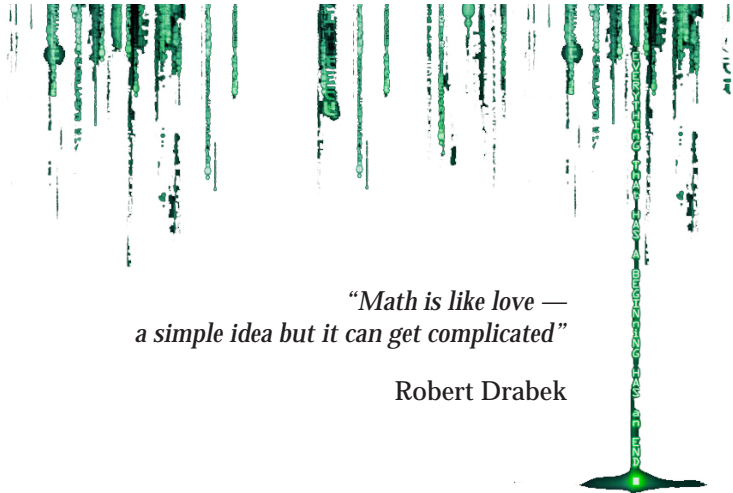 “Math is like love —
a simple idea but it can get complicated”
Robert Drabek
EVERYTHING THAT HAS A BEGINNING HAS an END